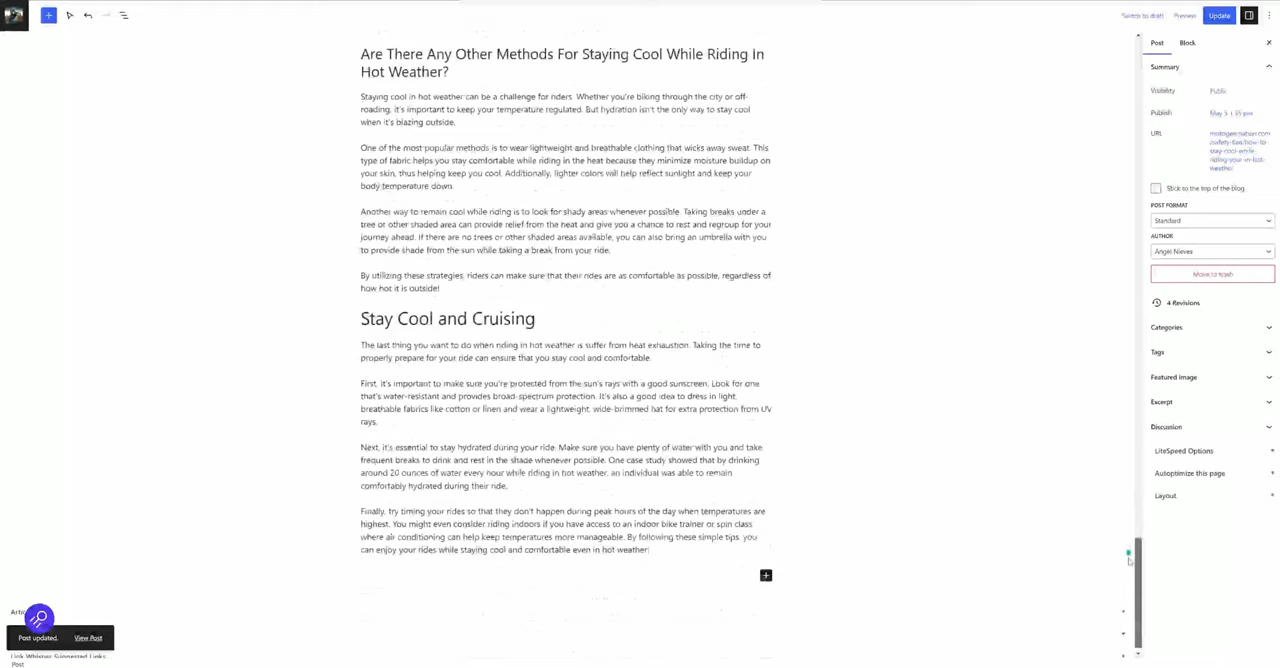 Switch to draft Preview Update
Are There Any Other Methods For Staying Cool While Riding In
Hot Weather?
Staying cool in hot weather can be a challenge for riders. Whether you're biking through the city or off-
roading, it's important to keep your temperature regulated. But hydration isn't the only way to stay cool
when it's blazing outside.
One of the most popular methods is to wear lightweight and breathable clothing that wicks away sweat. This
type of fabric helps you stay comfortable while riding in the heat because they minimize moisture buildup on
your skin, thus helping keep you cool. Additionally, lighter colors will help reflect sunlight and keep your
body temperature down.
Another way to remain cool while riding is to look for shady areas whenever possible. Taking breaks under a
tree or other shaded area can provide relief from the heat and give you a chance to rest and regroup for your
journey ahead. If there are no trees or other shaded areas available, you can also bring an umbrella with you
to provide shade from the sun while taking a break from your ride.
By utilizing these strategies, riders can make sure that their rides are as comfortable as possible, regardless of
how hot it is outside!
Stay Cool and Cruising
The last thing you want to do when riding in hot weather is suffer from heat exhaustion. Taking the time to
properly prepare for your ride can ensure that you stay cool and comfortable.
First, it's important to make sure you're protected from the sun's rays with a good sunscreen. Look for one
that's water-resistant and provides broad-spectrum protection. It's also a good idea to dress in light,
breathable fabrics like cotton or linen and wear a lightweight, wide-brimmed hat for extra protection from UV
rays.
Next, it's essential to stay hydrated during your ride. Make sure you have plenty of water with you and take
frequent breaks to drink and rest in the shade whenever possible. One case study showed that by drinking
around 20 ounces of water every hour while riding in hot weather, an individual was able to remain
comfortably hydrated during their ride.
Finally, try timing your rides so that they don't happen during peak hours of the day when temperatures are
highest. You might even consider riding indoors if you have access to an indoor bike trainer or spin class
where air conditioning can help keep temperatures more manageable. By following these simple tips, you
can enjoy your rides while staying cool and comfortable even in hot weather!
Post Block
Summary
Visibility Public
Publish May 5
URL
Stick to the top of the blog
POST FORMAT
Standard
AUTHOR
Angel Nieves
Move to trash
4 Revisions
Categories
Tags
Featured image
Excerpt
Discussion
LiteSpeed Options
Autoptimize this page
Layout
Post updated. View Post
Link Whisper Suggested Links
Post